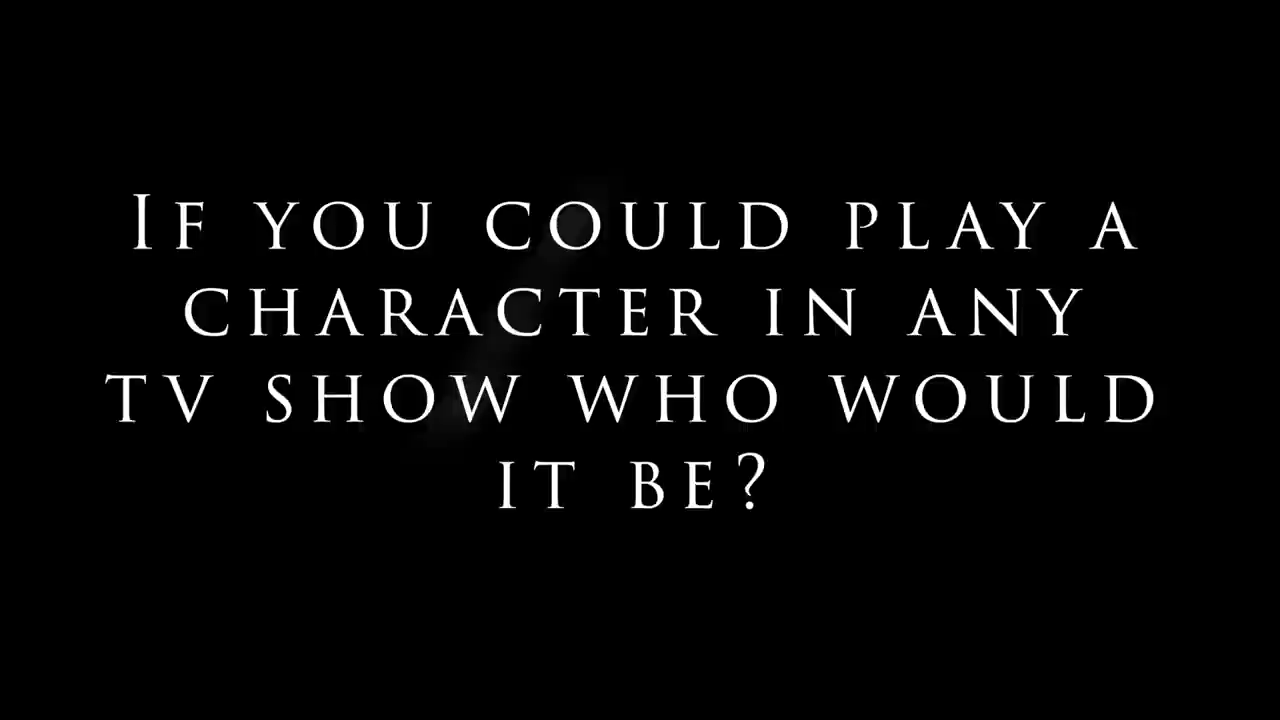 If you could play a
character in any
TV show who would
it be?